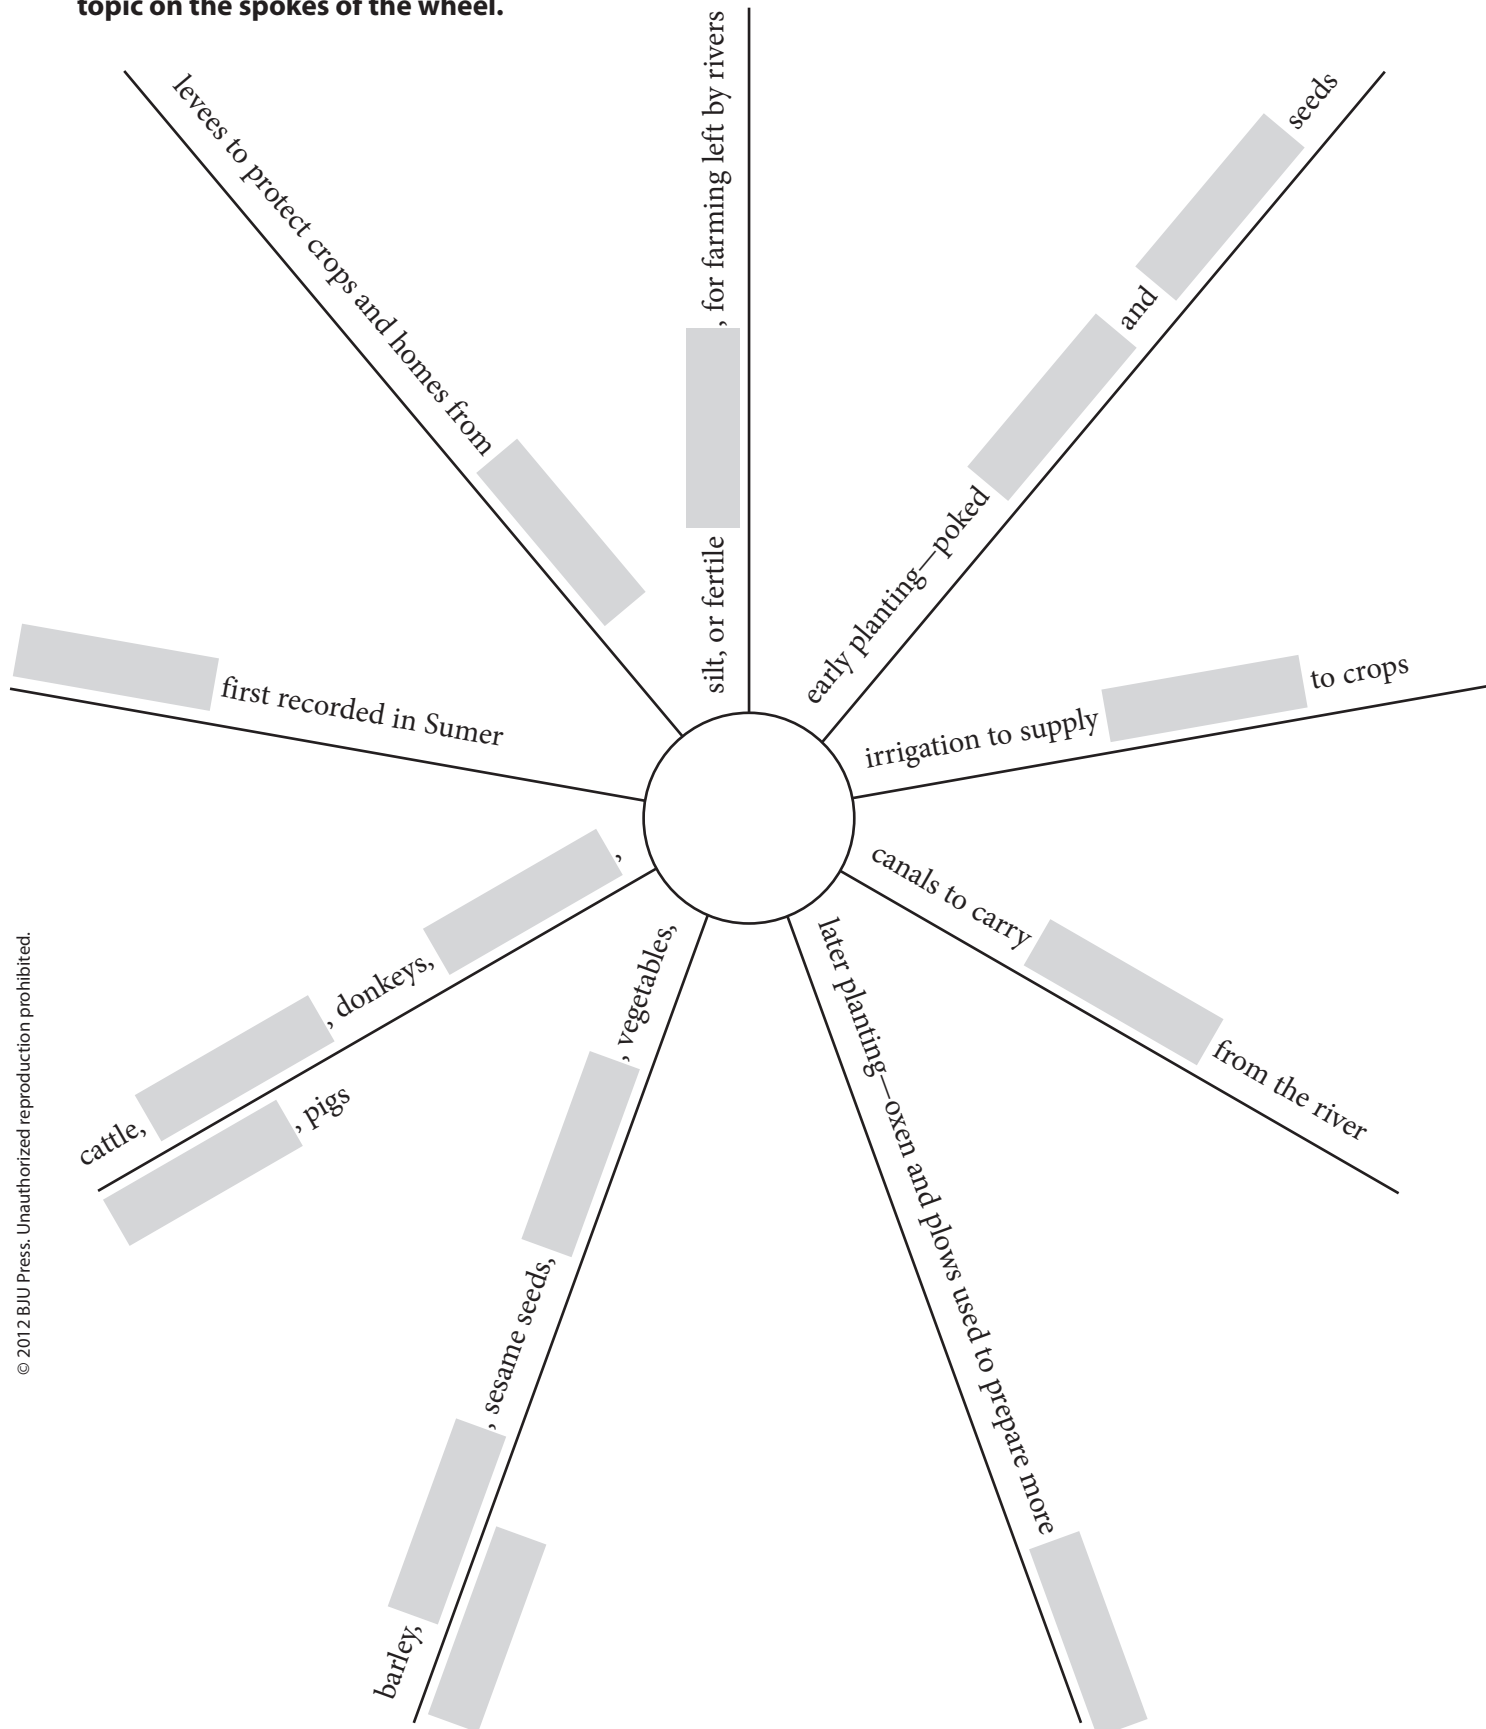 topic on the spokes of the wheel.
levees to protect crops and homes from
silt, or fertile , for farming left by rivers
early planting—poked and seeds
first recorded in Sumer
irrigation to supply to crops
cattle, , donkeys, ,
, pigs
barley, , sesame seeds, , vegetables,
later planting—oxen and plows used to prepare more
canals to carry from the river
© 2012 BJU Press. Unauthorized reproduction prohibited.